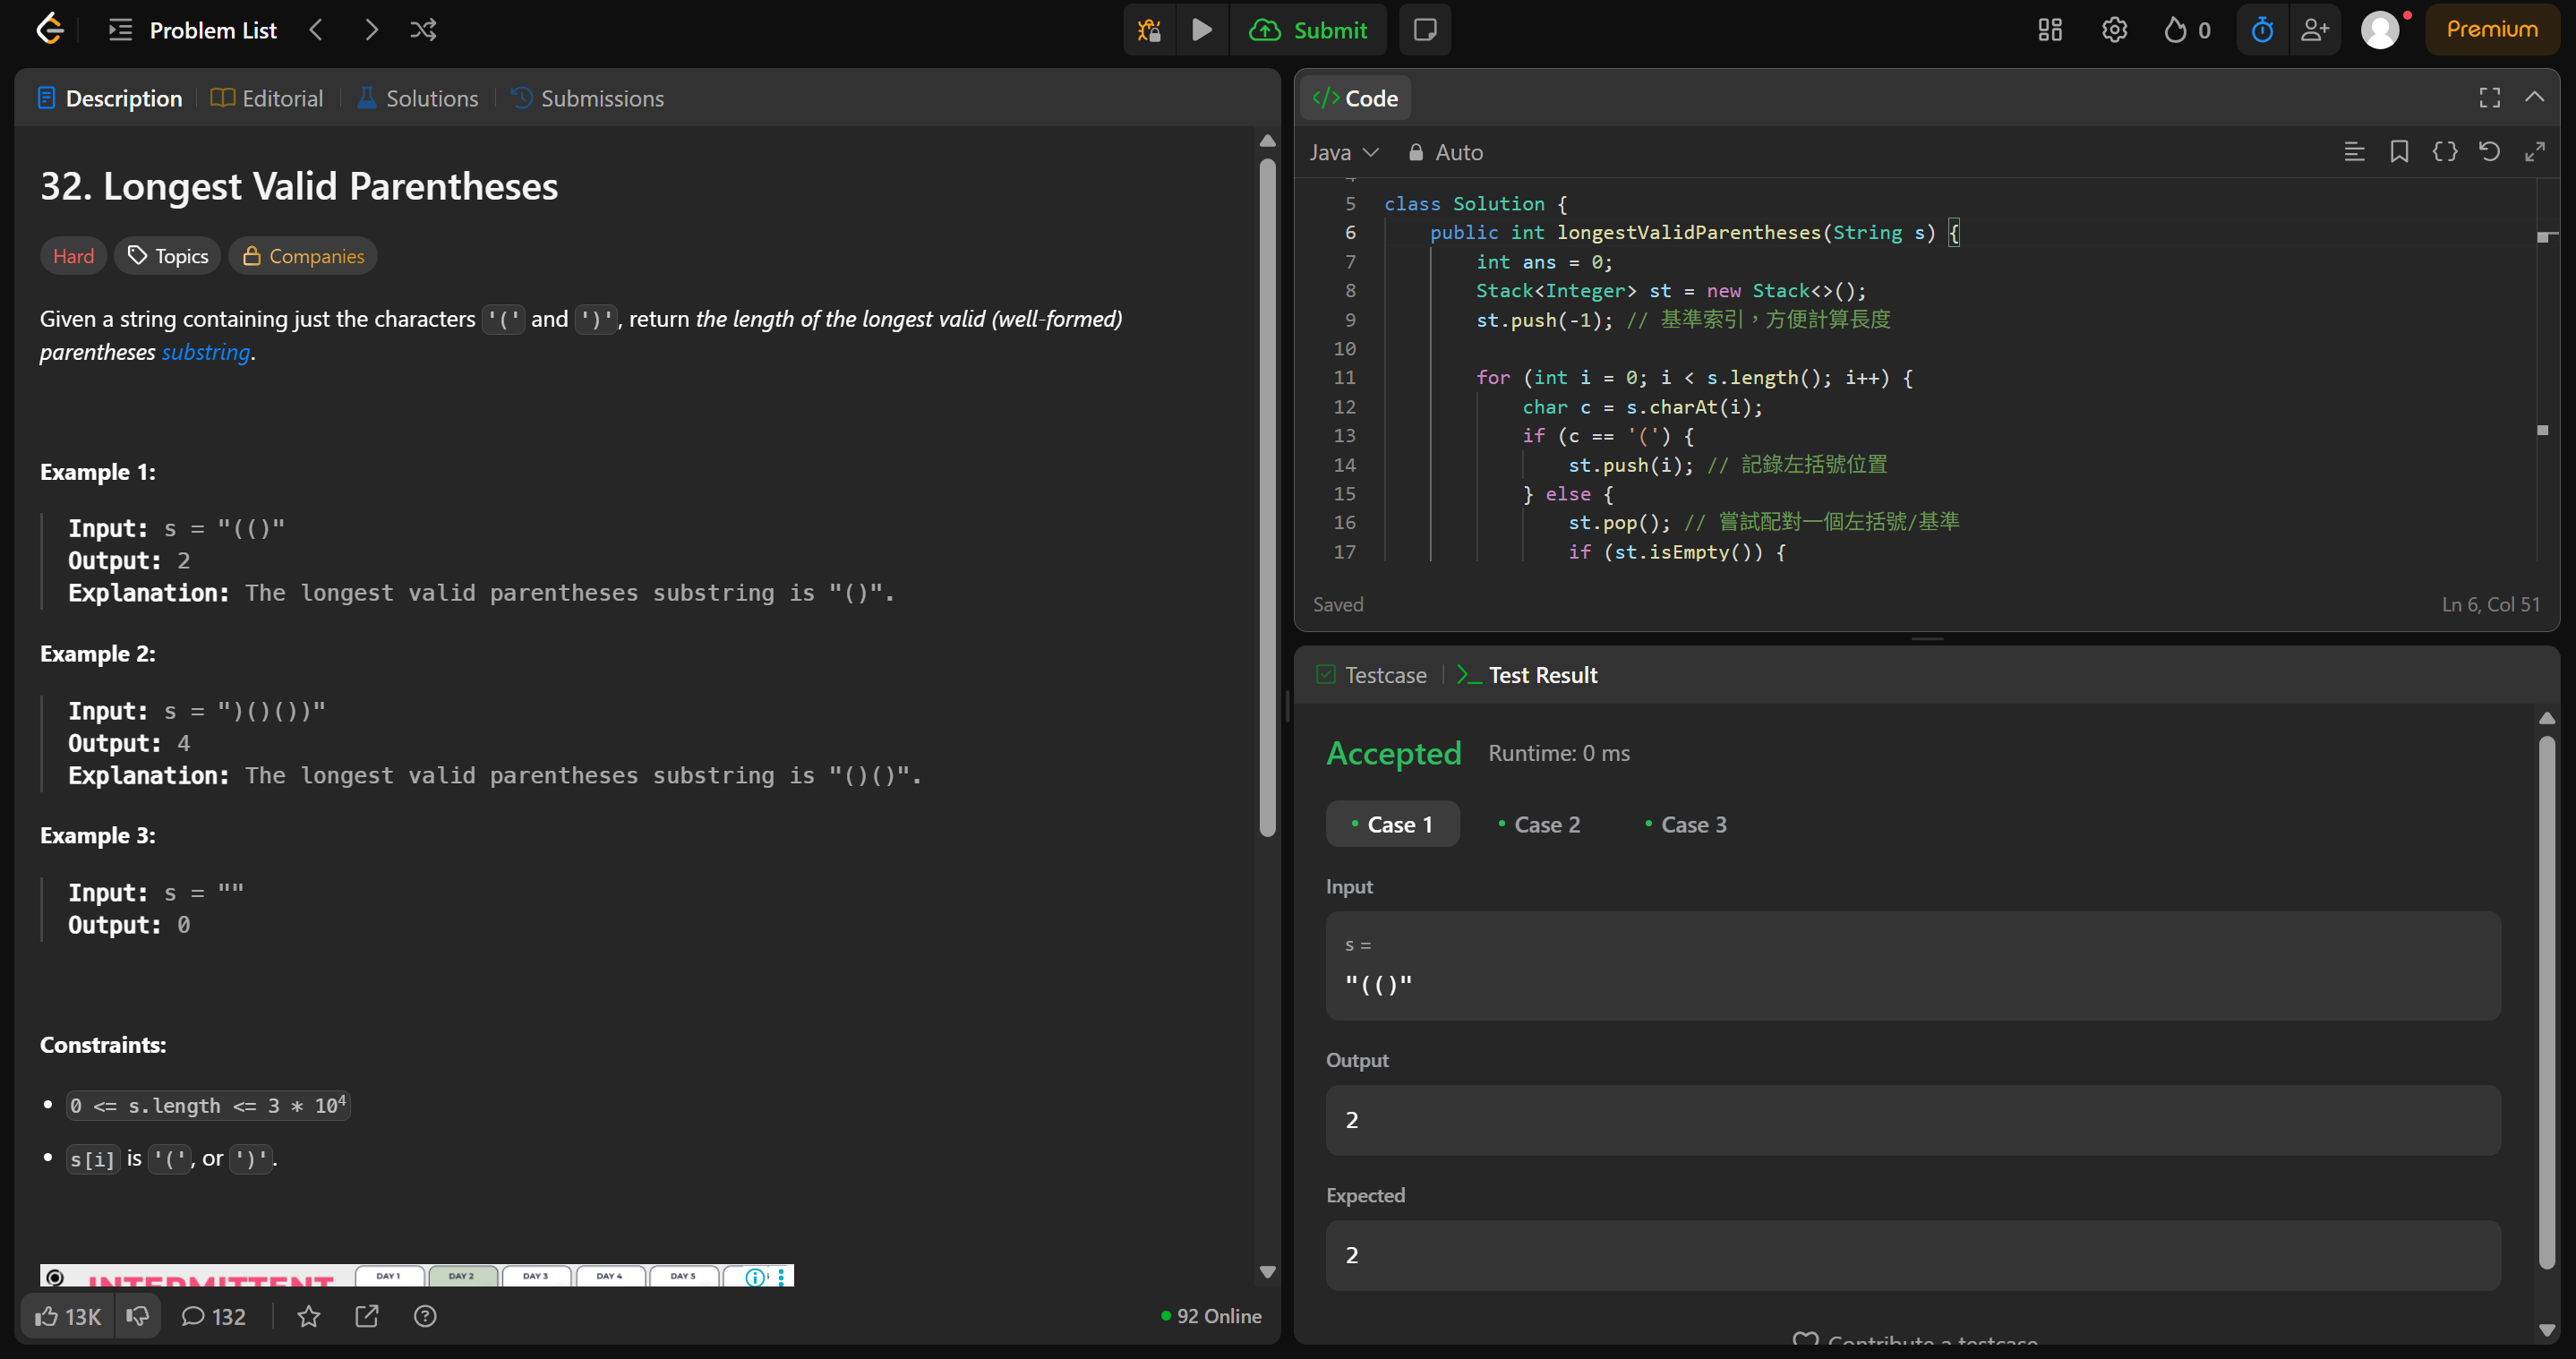 Problem List
Submit
0
Premium
Description
Editorial
Solutions
Submissions
32. Longest Valid Parentheses
Hard
Topics
Companies
Given a string containing just the characters '(' and ')', return the length of the longest valid (well-formed)
parentheses substring.
Example 1:
Input: s = "(()"
Output: 2
Explanation: The longest valid parentheses substring is "()".
Example 2:
Input: s = ")()())"
Output: 4
Explanation: The longest valid parentheses substring is "()()".
Example 3:
Input: s = ""
Output: 0
Constraints:
0 <= s.length <= 3 * 10⁴
s[i] is '(', or ')'.
INTERMITTENT
DAY 1
DAY 2
DAY 3
DAY 4
DAY 5
13K
132
92 Online
</> Code
Java
Auto
5 class Solution {
6 public int longestValidParentheses(String s) {
7 int ans = 0;
8 Stack<Integer> st = new Stack<>();
9 st.push(-1); // 基準索引，方便計算長度
10
11 for (int i = 0; i < s.length(); i++) {
12 char c = s.charAt(i);
13 if (c == '(') {
14 st.push(i); // 記錄左括號位置
15 } else {
16 st.pop(); // 嘗試配對一個左括號/基準
17 if (st.isEmpty()) {
Saved
Ln 6, Col 51
Testcase
Test Result
Accepted
Runtime: 0 ms
Case 1
Case 2
Case 3
Input
s =
"(()"
Output
2
Expected
2
Contribute a testcase